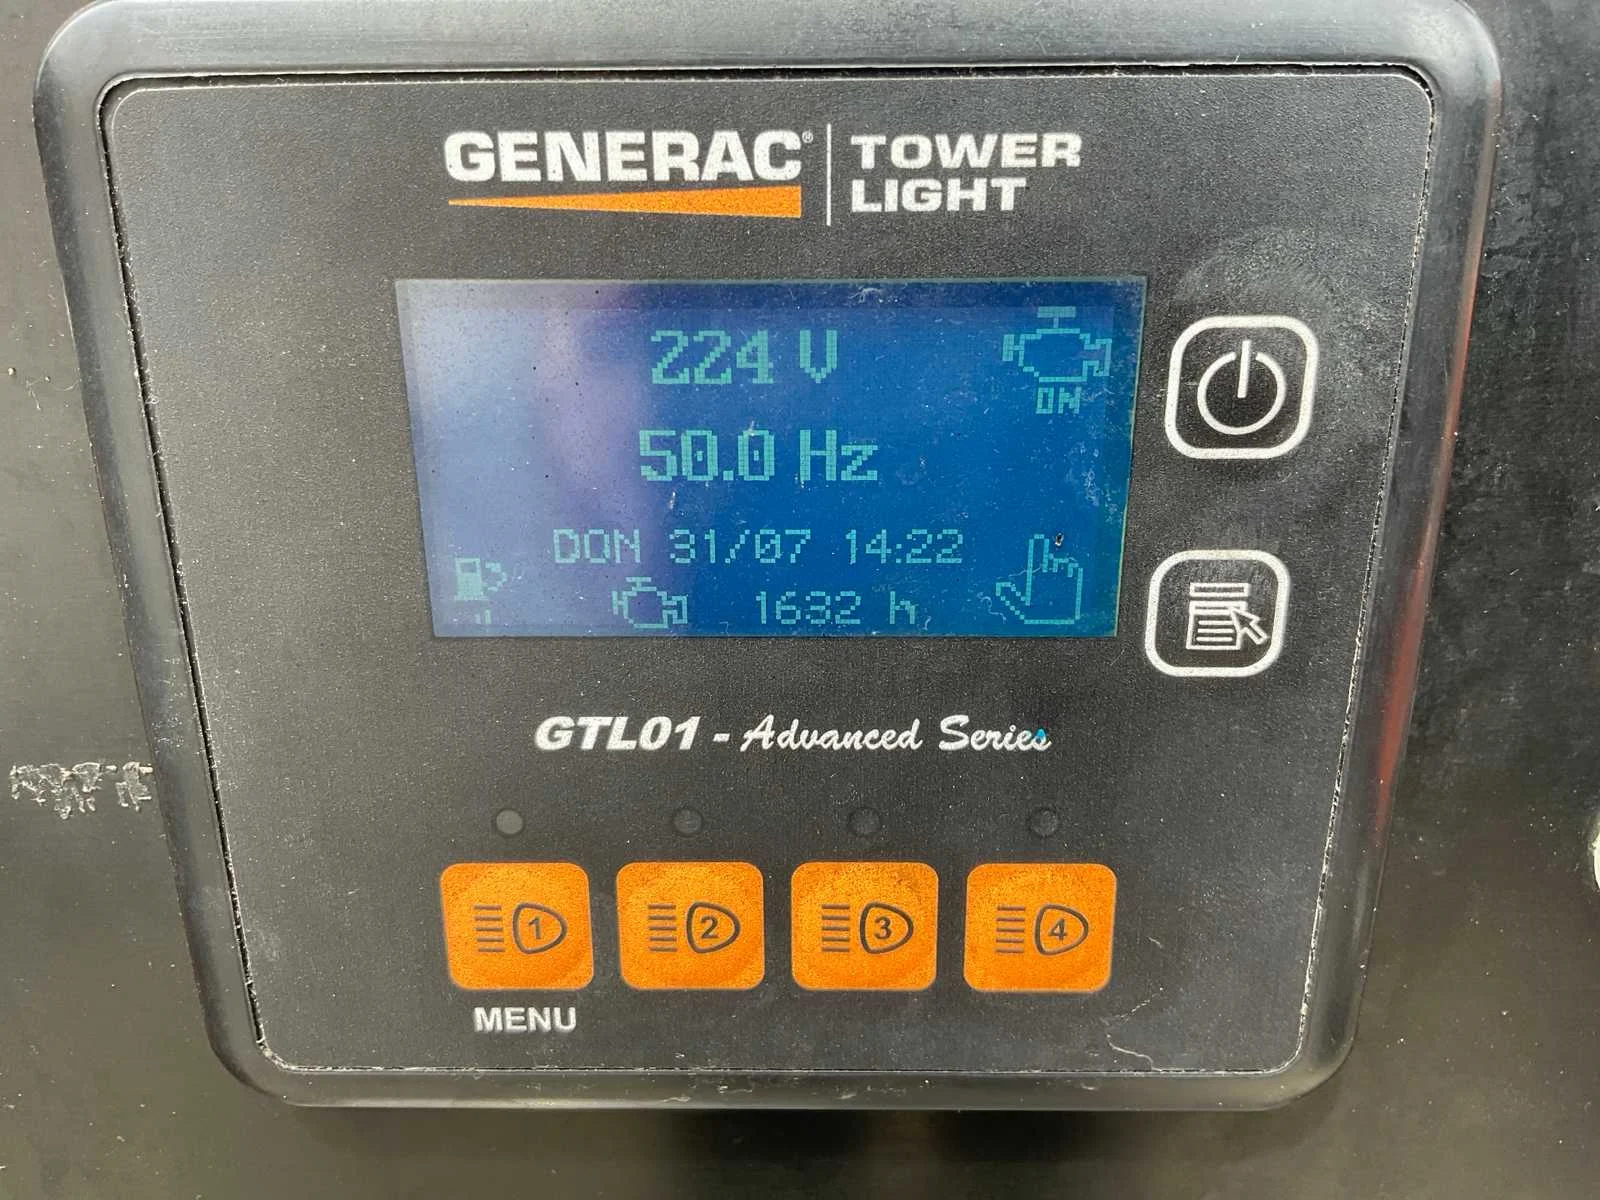 GENERAC® | TOWER LIGHT
224 V
ON
50.0 Hz
DON 31/07 14:22
1632 h
GTL01 - Advanced Series
1 2 3 4
MENU